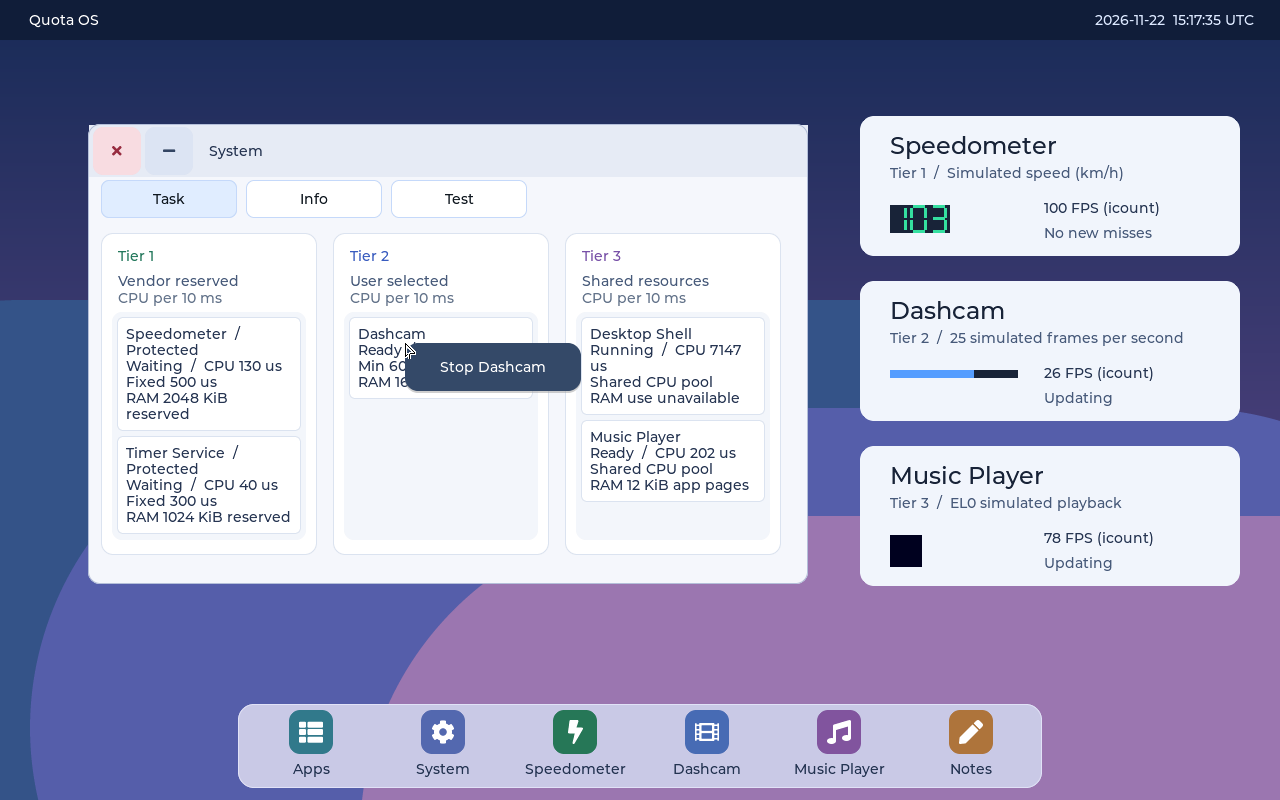 Quota OS
2026-11-22 15:17:35 UTC
System
Task
Info
Test
Tier 1
Vendor reserved
CPU per 10 ms
Speedometer /
Protected
Waiting / CPU 130 us
Fixed 500 us
RAM 2048 KiB
reserved
Timer Service /
Protected
Waiting / CPU 40 us
Fixed 300 us
RAM 1024 KiB reserved
Tier 2
User selected
CPU per 10 ms
Dashcam
Ready
Min 60
RAM 16
Stop Dashcam
Tier 3
Shared resources
CPU per 10 ms
Desktop Shell
Running / CPU 7147
us
Shared CPU pool
RAM use unavailable
Music Player
Ready / CPU 202 us
Shared CPU pool
RAM 12 KiB app pages
Speedometer
Tier 1 / Simulated speed (km/h)
103
100 FPS (icount)
No new misses
Dashcam
Tier 2 / 25 simulated frames per second
26 FPS (icount)
Updating
Music Player
Tier 3 / EL0 simulated playback
78 FPS (icount)
Updating
Apps
System
Speedometer
Dashcam
Music Player
Notes